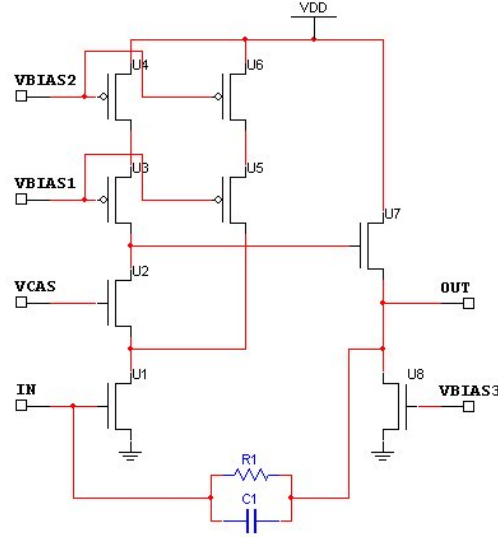 VDD
U4
U6
VBIAS2
U3
U5
VBIAS1
U7
U2
VCAS
OUT
U1
U8
IN
VBIAS3
R1
C1